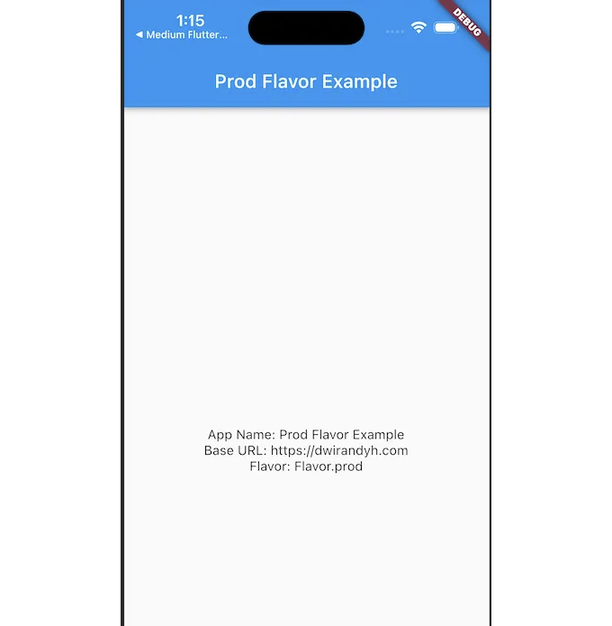 1:15
◀ Medium Flutter...
DEBUG
Prod Flavor Example
App Name: Prod Flavor Example
Base URL: https://dwirandyh.com
Flavor: Flavor.prod